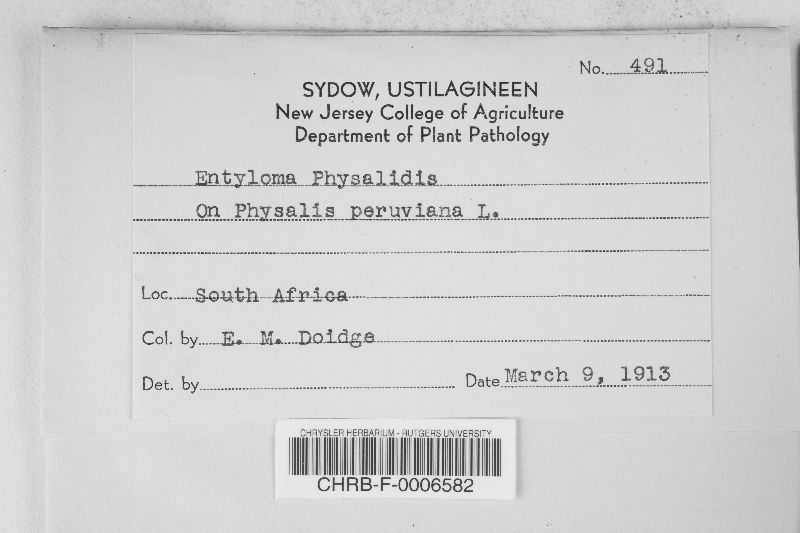 No. 491
SYDOW, USTILAGINEEN
New Jersey College of Agriculture
Department of Plant Pathology
Entyloma Physalidis
On Physalis peruviana L.
Loc. South Africa
Col. by E. M. Doidge
Det. by
Date March 9, 1913
CHRYSLER HERBARIUM - RUTGERS UNIVERSITY
CHRB-F-0006582